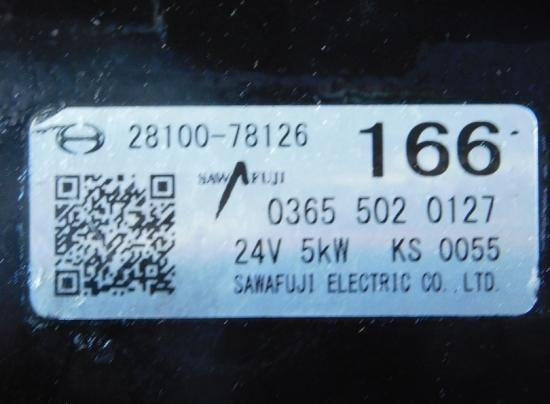 28100-78126 166
SAWAFUJI
0365 502 0127
24V 5kW KS 0055
SAWAFUJI ELECTRIC CO.,LTD.